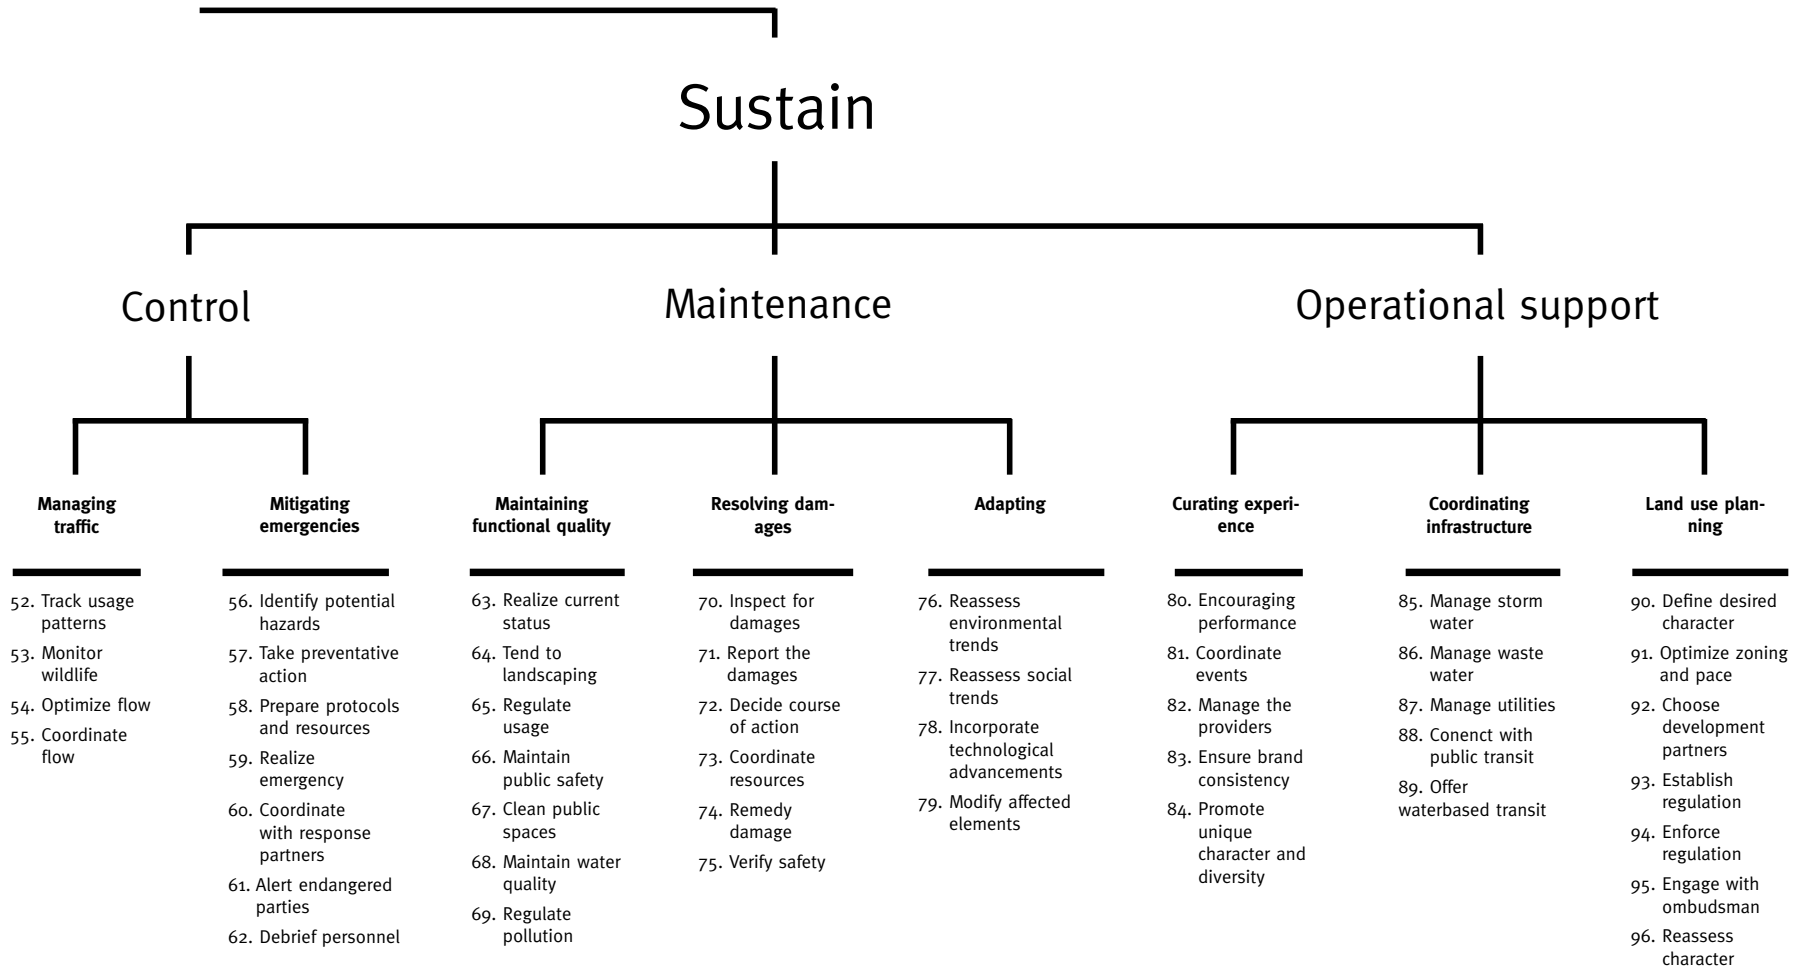 Sustain
Control
Maintenance
Operational support
Managing
traffic
52. Track usage
patterns
53. Monitor
wildlife
54. Optimize flow
55. Coordinate
flow
Mitigating
emergencies
56. Identify potential
hazards
57. Take preventative
action
58. Prepare protocols
and resources
59. Realize
emergency
60. Coordinate
with response
partners
61. Alert endangered
parties
62. Debrief personnel
Maintaining
functional quality
63. Realize current
status
64. Tend to
landscaping
65. Regulate
usage
66. Maintain
public safety
67. Clean public
spaces
68. Maintain water
quality
69. Regulate
pollution
Resolving dam-
ages
70. Inspect for
damages
71. Report the
damages
72. Decide course
of action
73. Coordinate
resources
74. Remedy
damage
75. Verify safety
Adapting
76. Reassess
environmental
trends
77. Reassess social
trends
78. Incorporate
technological
advancements
79. Modify affected
elements
Curating experi-
ence
80. Encouraging
performance
81. Coordinate
events
82. Manage the
providers
83. Ensure brand
consistency
84. Promote
unique
character and
diversity
Coordinating
infrastructure
85. Manage storm
water
86. Manage waste
water
87. Manage utilities
88. Conenct with
public transit
89. Offer
waterbased transit
Land use plan-
ning
90. Define desired
character
91. Optimize zoning
and pace
92. Choose
development
partners
93. Establish
regulation
94. Enforce
regulation
95. Engage with
ombudsman
96. Reassess
character